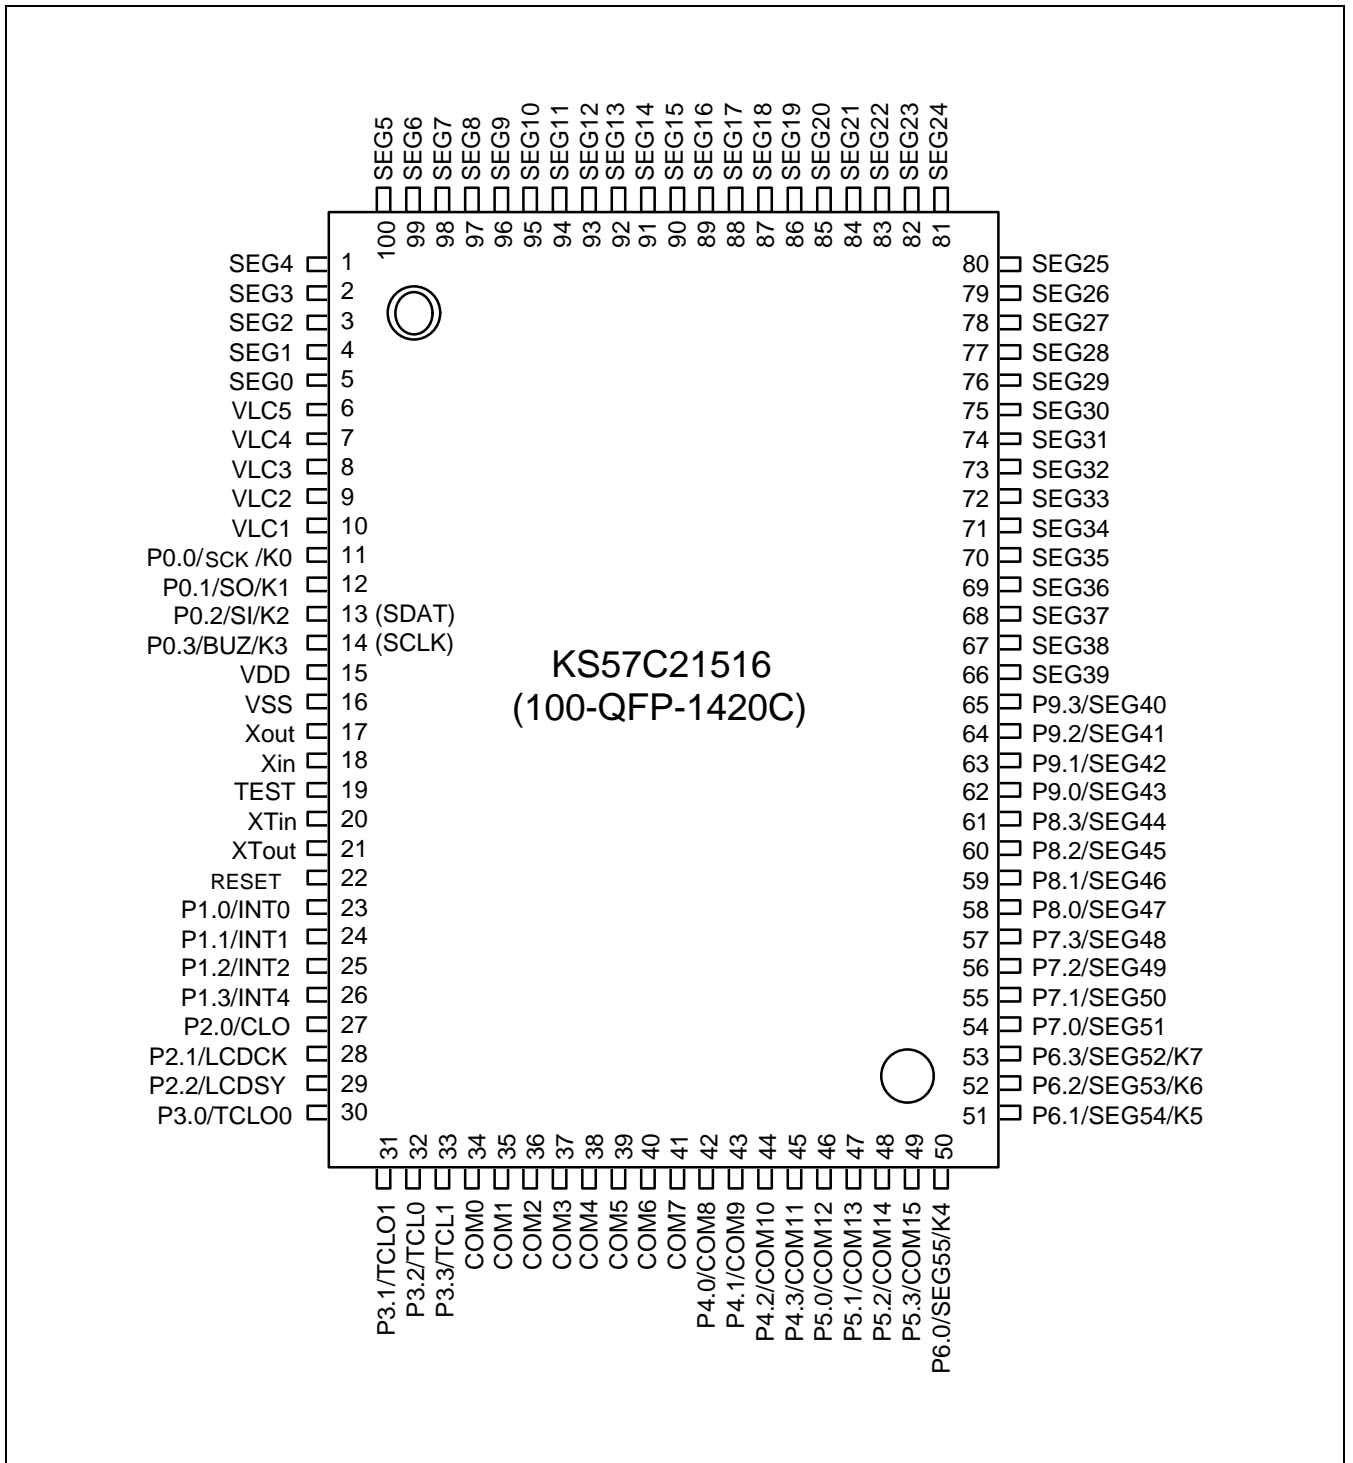 SEG5
SEG6
SEG7
SEG8
SEG9
SEG10
SEG11
SEG12
SEG13
SEG14
SEG15
SEG16
SEG17
SEG18
SEG19
SEG20
SEG21
SEG22
SEG23
SEG24
100
99
98
97
96
95
94
93
92
91
90
89
88
87
86
85
84
83
82
81
SEG4 1
SEG3 2
SEG2 3
SEG1 4
SEG0 5
VLC5 6
VLC4 7
VLC3 8
VLC2 9
VLC1 10
P0.0/SCK /K0 11
P0.1/SO/K1 12
P0.2/SI/K2 13 (SDAT)
P0.3/BUZ/K3 14 (SCLK)
VDD 15
VSS 16
Xout 17
Xin 18
TEST 19
XTin 20
XTout 21
RESET 22
P1.0/INT0 23
P1.1/INT1 24
P1.2/INT2 25
P1.3/INT4 26
P2.0/CLO 27
P2.1/LCDCK 28
P2.2/LCDSY 29
P3.0/TCLO0 30
KS57C21516
(100-QFP-1420C)
80 SEG25
79 SEG26
78 SEG27
77 SEG28
76 SEG29
75 SEG30
74 SEG31
73 SEG32
72 SEG33
71 SEG34
70 SEG35
69 SEG36
68 SEG37
67 SEG38
66 SEG39
65 P9.3/SEG40
64 P9.2/SEG41
63 P9.1/SEG42
62 P9.0/SEG43
61 P8.3/SEG44
60 P8.2/SEG45
59 P8.1/SEG46
58 P8.0/SEG47
57 P7.3/SEG48
56 P7.2/SEG49
55 P7.1/SEG50
54 P7.0/SEG51
53 P6.3/SEG52/K7
52 P6.2/SEG53/K6
51 P6.1/SEG54/K5
31
32
33
34
35
36
37
38
39
40
41
42
43
44
45
46
47
48
49
50
P3.1/TCLO1
P3.2/TCL0
P3.3/TCL1
COM0
COM1
COM2
COM3
COM4
COM5
COM6
COM7
P4.0/COM8
P4.1/COM9
P4.2/COM10
P4.3/COM11
P5.0/COM12
P5.1/COM13
P5.2/COM14
P5.3/COM15
P6.0/SEG55/K4